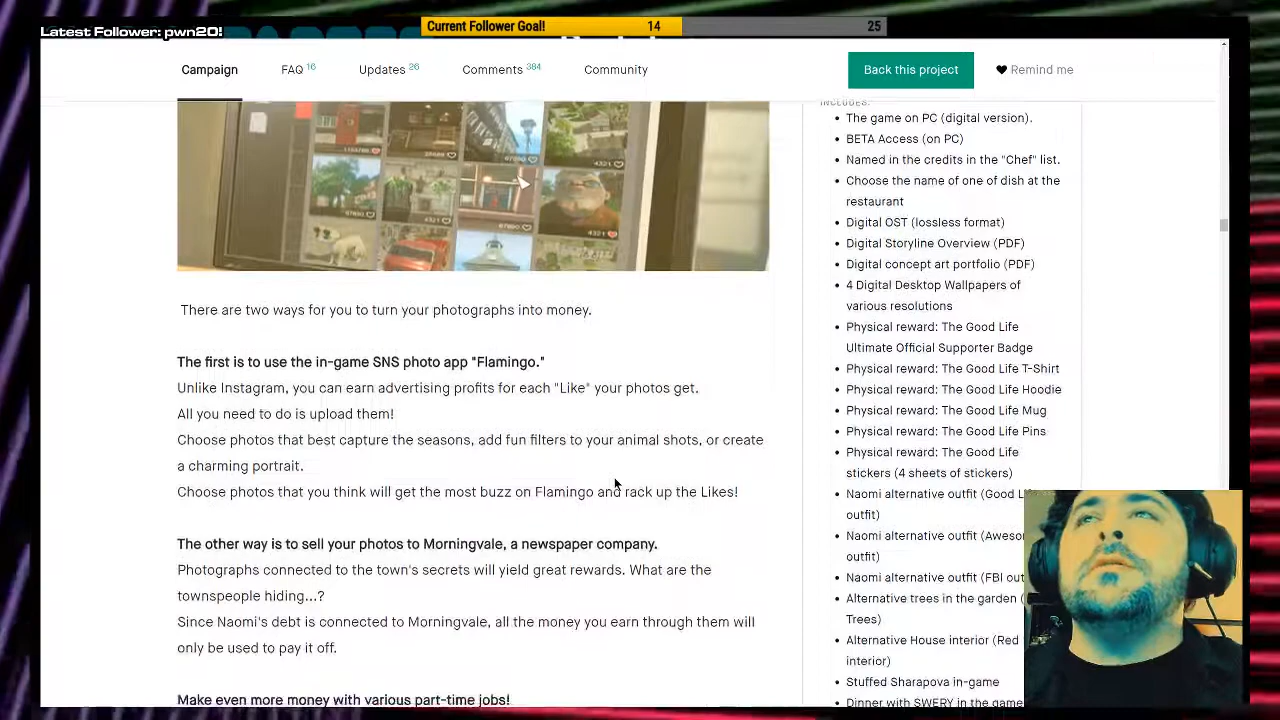 Latest Follower: pwn20!
Current Follower Goal! 14 25
Campaign FAQ 16 Updates 26 Comments 384 Community Back this project Remind me
INCLUDES:
The game on PC (digital version).
BETA Access (on PC)
Named in the credits in the "Chef" list.
Choose the name of one of dish at the
restaurant
Digital OST (lossless format)
Digital Storyline Overview (PDF)
Digital concept art portfolio (PDF)
4 Digital Desktop Wallpapers of
various resolutions
Physical reward: The Good Life
Ultimate Official Supporter Badge
Physical reward: The Good Life T-Shirt
Physical reward: The Good Life Hoodie
Physical reward: The Good Life Mug
Physical reward: The Good Life Pins
Physical reward: The Good Life
stickers (4 sheets of stickers)
Naomi alternative outfit (Good
outfit)
Naomi alternative outfit
outfit)
Naomi alternative outfit (FBI
Alternative trees in the garden
Trees)
Alternative House interior (Red
interior)
Stuffed Sharapova in-game
Dinner with SWERY in the game
There are two ways for you to turn your photographs into money.
The first is to use the in-game SNS photo app "Flamingo."
Unlike Instagram, you can earn advertising profits for each "Like" your photos get.
All you need to do is upload them!
Choose photos that best capture the seasons, add fun filters to your animal shots, or create
a charming portrait.
Choose photos that you think will get the most buzz on Flamingo and rack up the Likes!
The other way is to sell your photos to Morningvale, a newspaper company.
Photographs connected to the town's secrets will yield great rewards. What are the
townspeople hiding...?
Since Naomi's debt is connected to Morningvale, all the money you earn through them will
only be used to pay it off.
Make even more money with various part-time jobs!